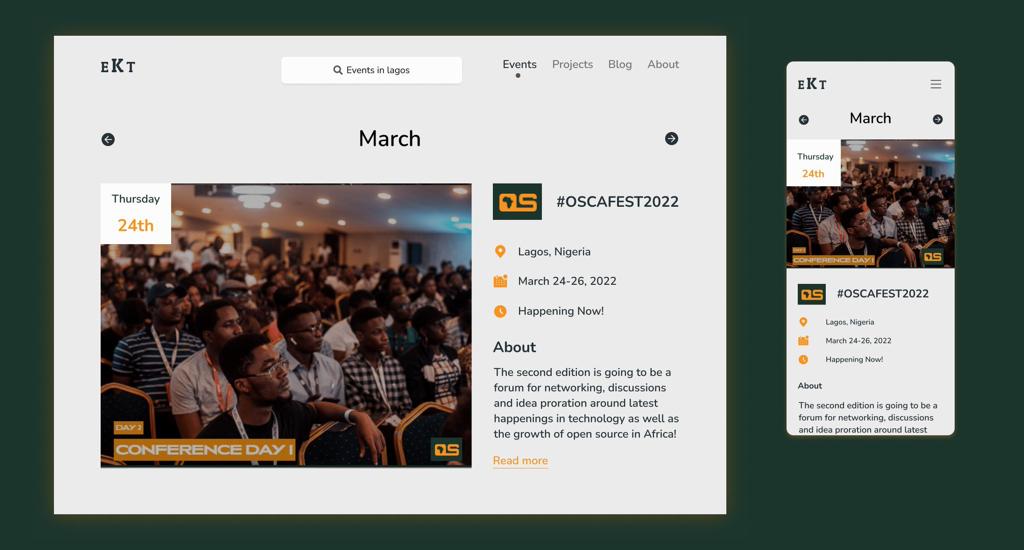 EKT
Events in lagos
Events
Projects
Blog
About
March
Thursday
24th
DAY 2
CONFERENCE DAY 1
OS
OS
#OSCAFEST2022
Lagos, Nigeria
March 24-26, 2022
Happening Now!
About
The second edition is going to be a
forum for networking, discussions
and idea proration around latest
happenings in technology as well as
the growth of open source in Africa!
Read more
EKT
March
Thursday
24th
DAY 2
CONFERENCE DAY 1
OS
OS
#OSCAFEST2022
Lagos, Nigeria
March 24-26, 2022
Happening Now!
About
The second edition is going to be a
forum for networking, discussions
and idea proration around latest